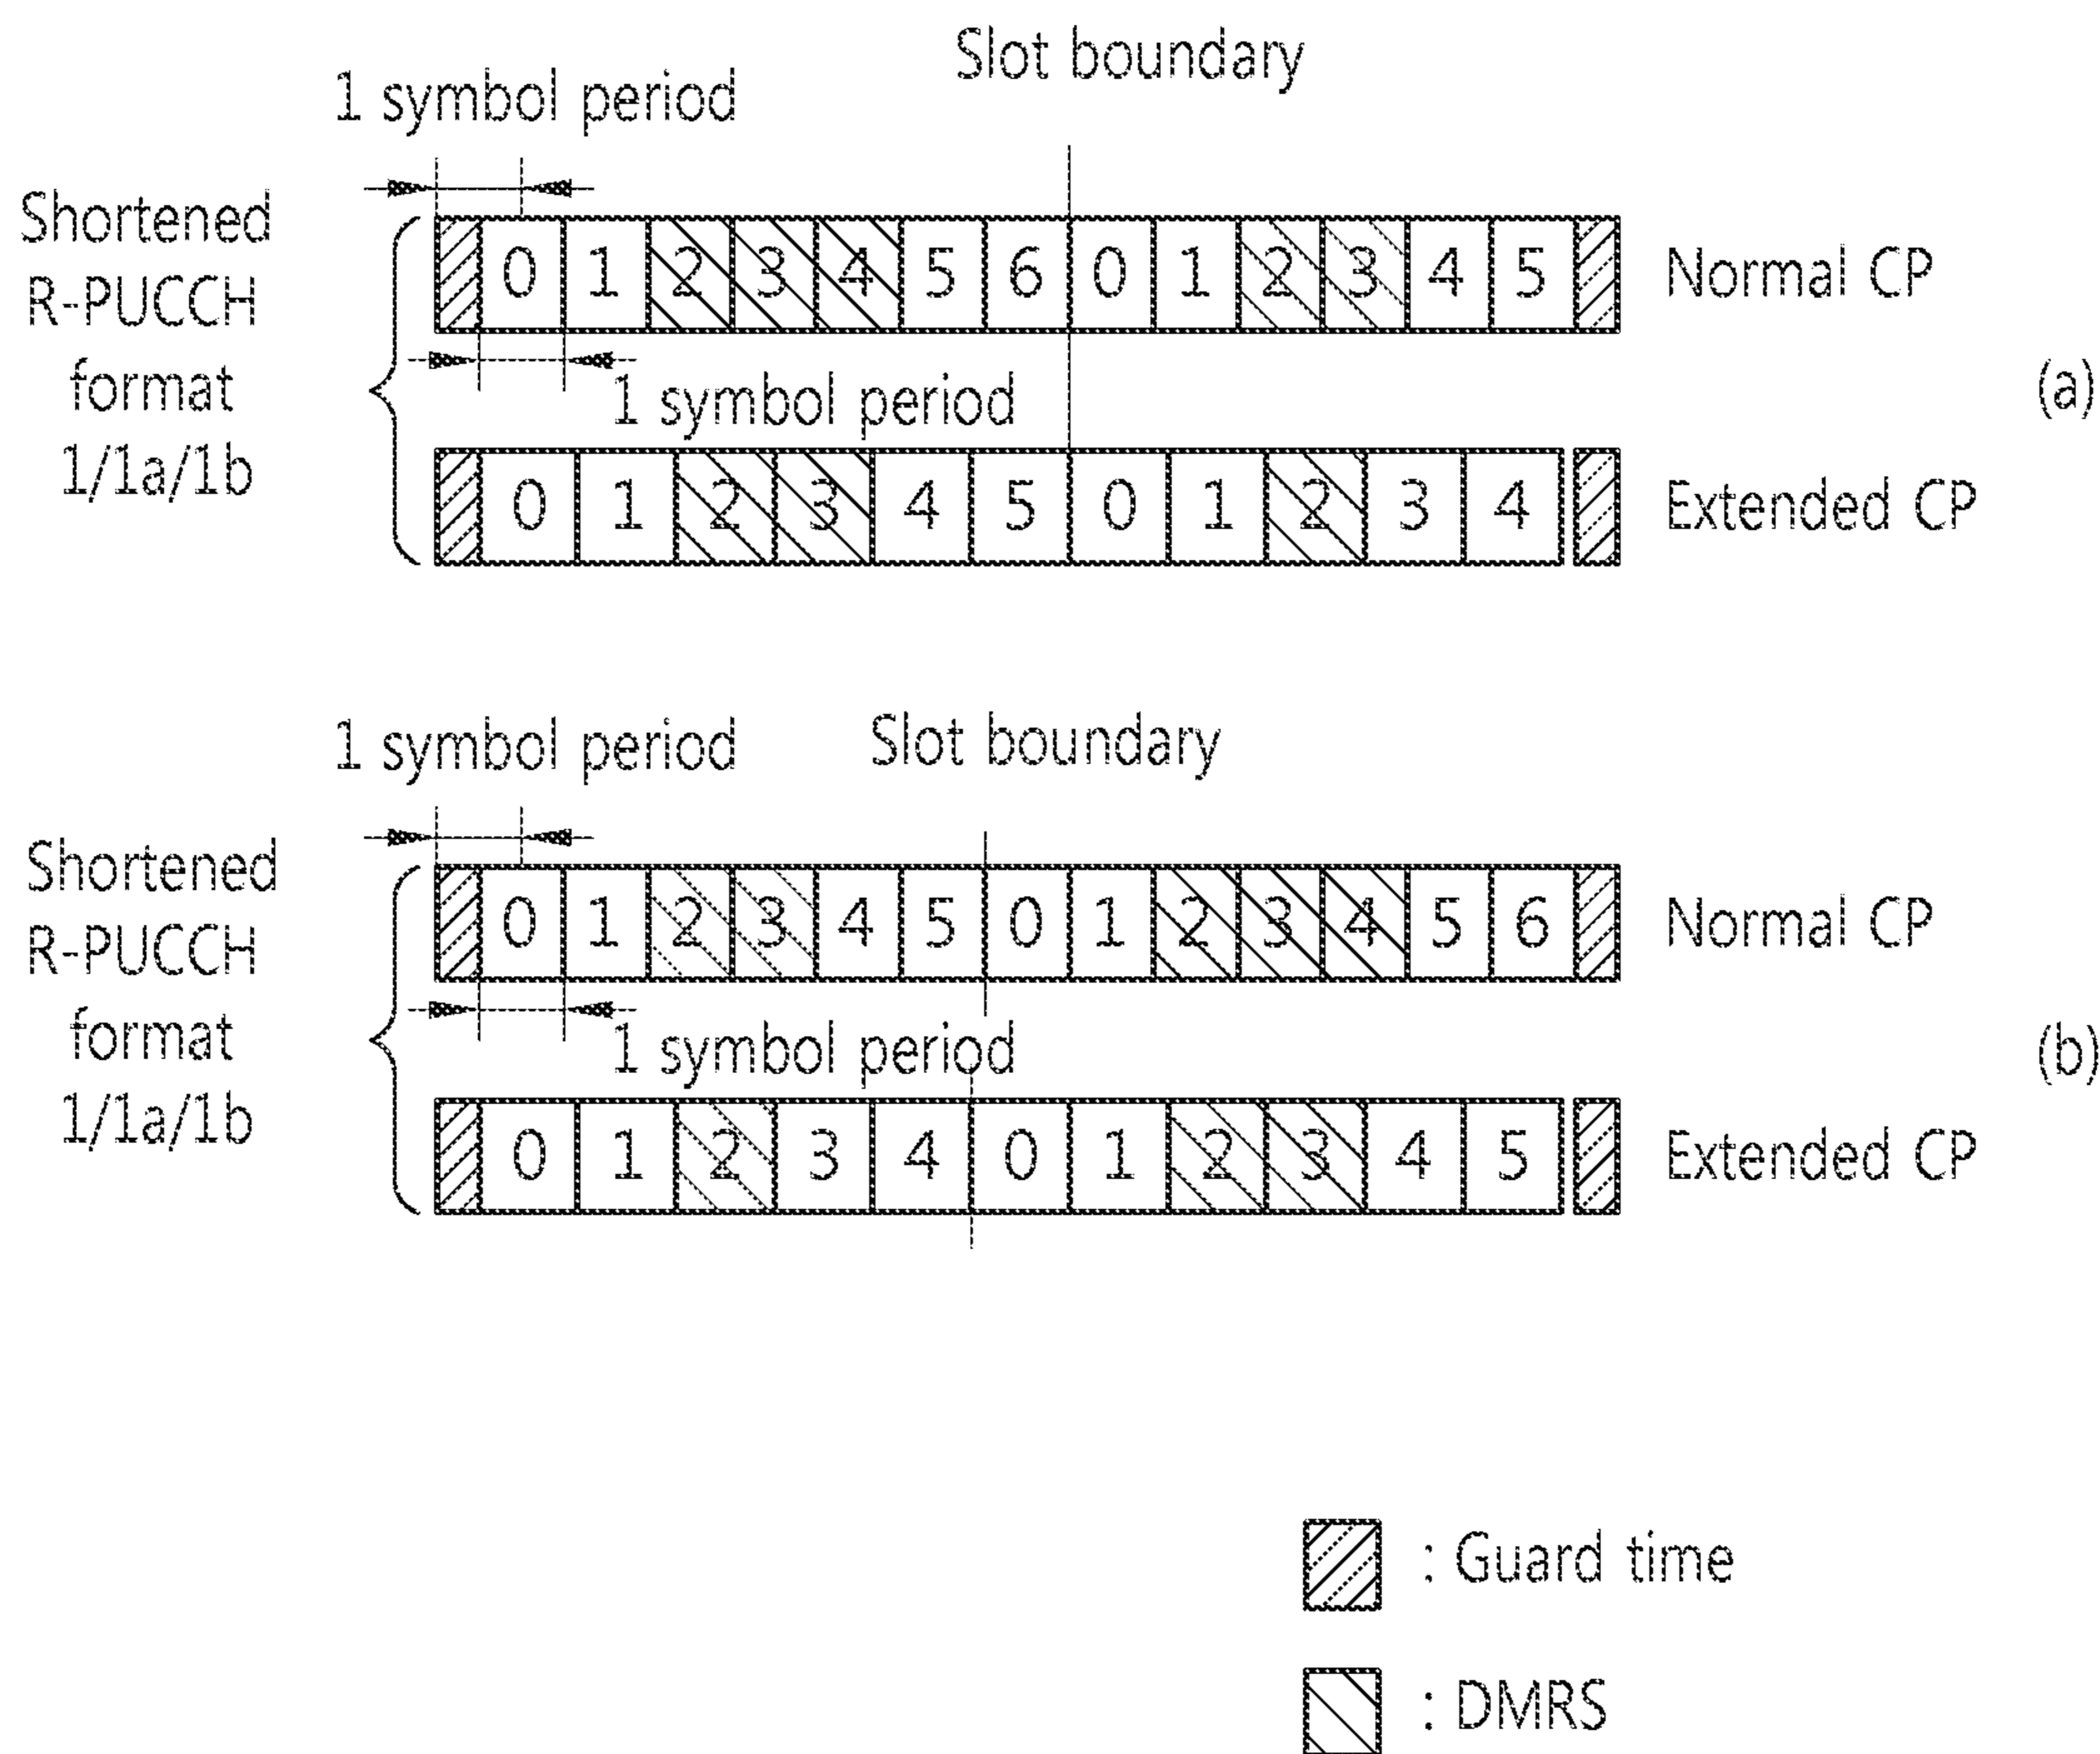 Slot boundary
1 symbol period
Shortened
R-PUCCH
format
1/1a/1b
0 1 2 3 4 5 6 0 1 2 3 4 5
Normal CP
1 symbol period
(a)
0 1 2 3 4 5 0 1 2 3 4
Extended CP
1 symbol period
Slot boundary
Shortened
R-PUCCH
format
1/1a/1b
0 1 2 3 4 5 0 1 2 3 4 5 6
Normal CP
1 symbol period
(b)
0 1 2 3 4 0 1 2 3 4 5
Extended CP
: Guard time
: DMRS